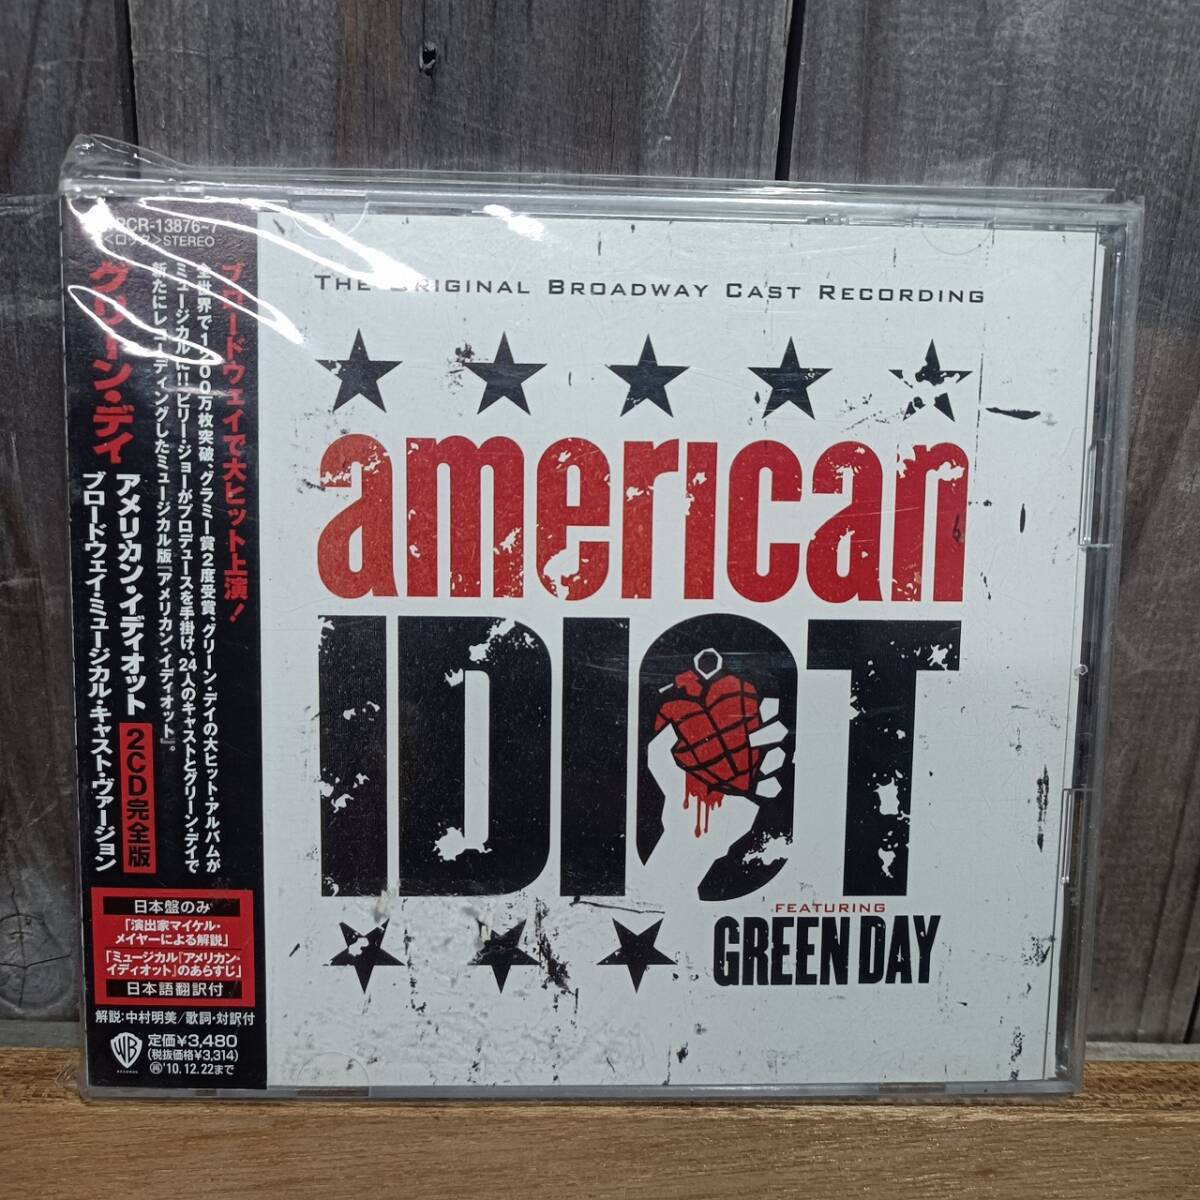 PCR-13876~7
<ロック>STEREO
ブロードウェイで大ヒット上演!
全世界で1400万枚突破、グラミー賞2度受賞、グリーン・デイの大ヒット・アルバムが
ミュージカルに!!ビリー・ジョーがプロデュースを手掛け、24人のキャストとグリーン・デイで
新たにレコーディングしたミュージカル版「アメリカン・イディオット」。
グリーン・デイ
アメリカン・イディオット
2CD完全版
ブロードウェイ・ミュージカル・キャスト・ヴァージョン
日本盤のみ
「演出家マイケル・
メイヤーによる解説」
「ミュージカル「アメリカン・
イディオット」のあらすじ」
日本語翻訳付
解説:中村明美/歌詞・対訳付
WB
RECORDS
定価¥3,480
(税抜価格¥3,314)
再'10.12.22まで
THE ORIGINAL BROADWAY CAST RECORDING
american
IDIOT
FEATURING
GREEN DAY